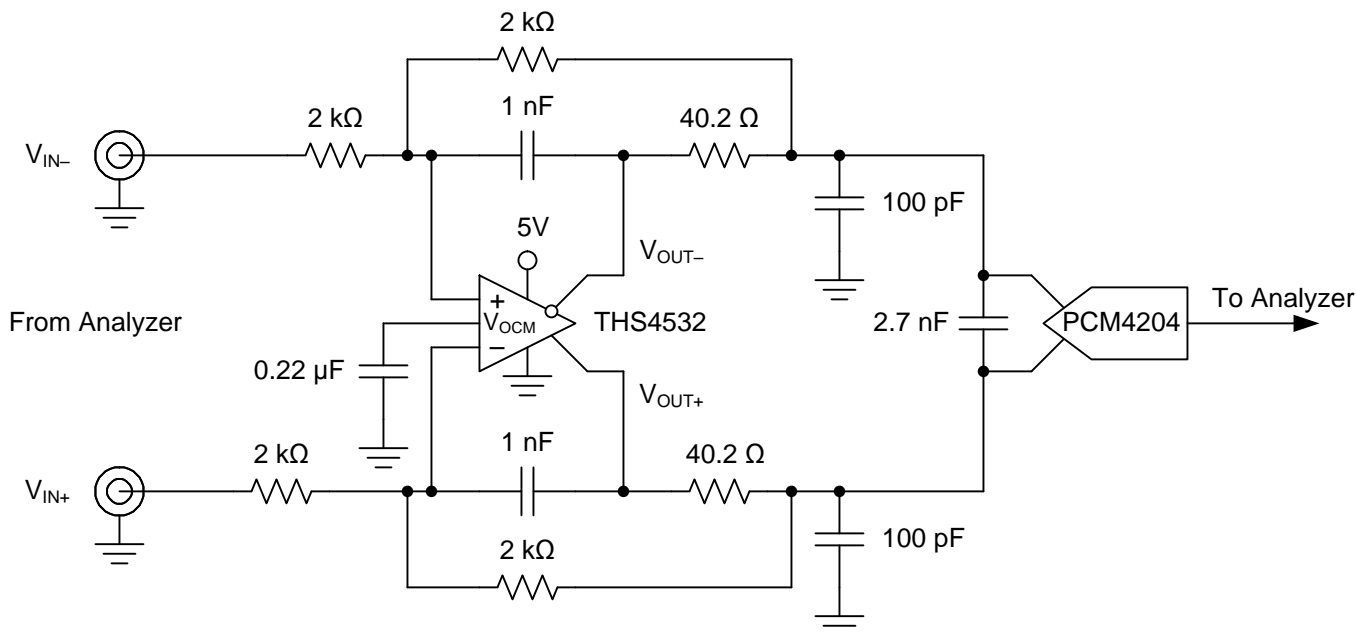 2 kΩ
1 nF
2 kΩ
40.2 Ω
VIN–
100 pF
5V
VOUT–
+
VOCM
–
THS4532
From Analyzer
To Analyzer
PCM4204
2.7 nF
0.22 µF
VOUT+
1 nF
40.2 Ω
2 kΩ
VIN+
100 pF
2 kΩ